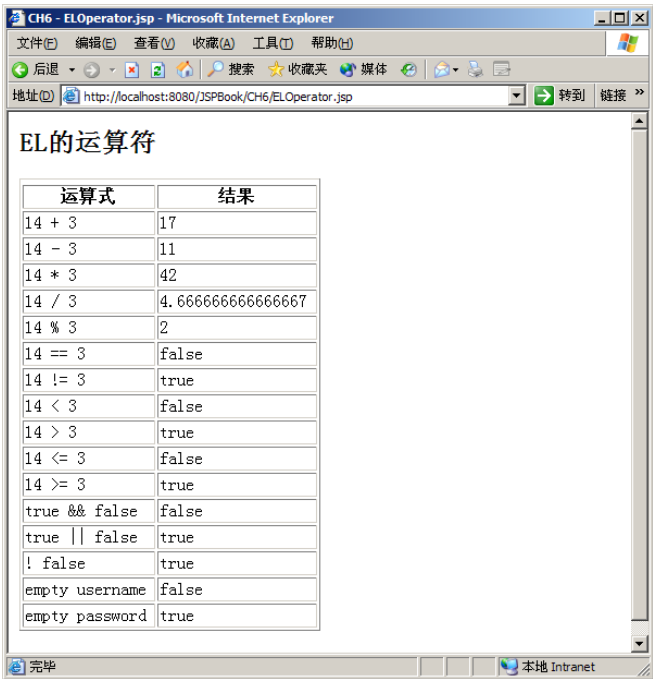 CH6 - ELOperator.jsp - Microsoft Internet Explorer
文件(F) 编辑(E) 查看(V) 收藏(A) 工具(T) 帮助(H)
后退 搜索 收藏夹 媒体
地址(D) http://localhost:8080/JSPBook/CH6/ELOperator.jsp 转到 链接 »
EL的运算符
运算式 结果
14 + 3 17
14 - 3 11
14 * 3 42
14 / 3 4.666666666666667
14 % 3 2
14 == 3 false
14 != 3 true
14 < 3 false
14 > 3 true
14 <= 3 false
14 >= 3 true
true && false false
true || false true
! false true
empty username false
empty password true
完毕 本地 Intranet